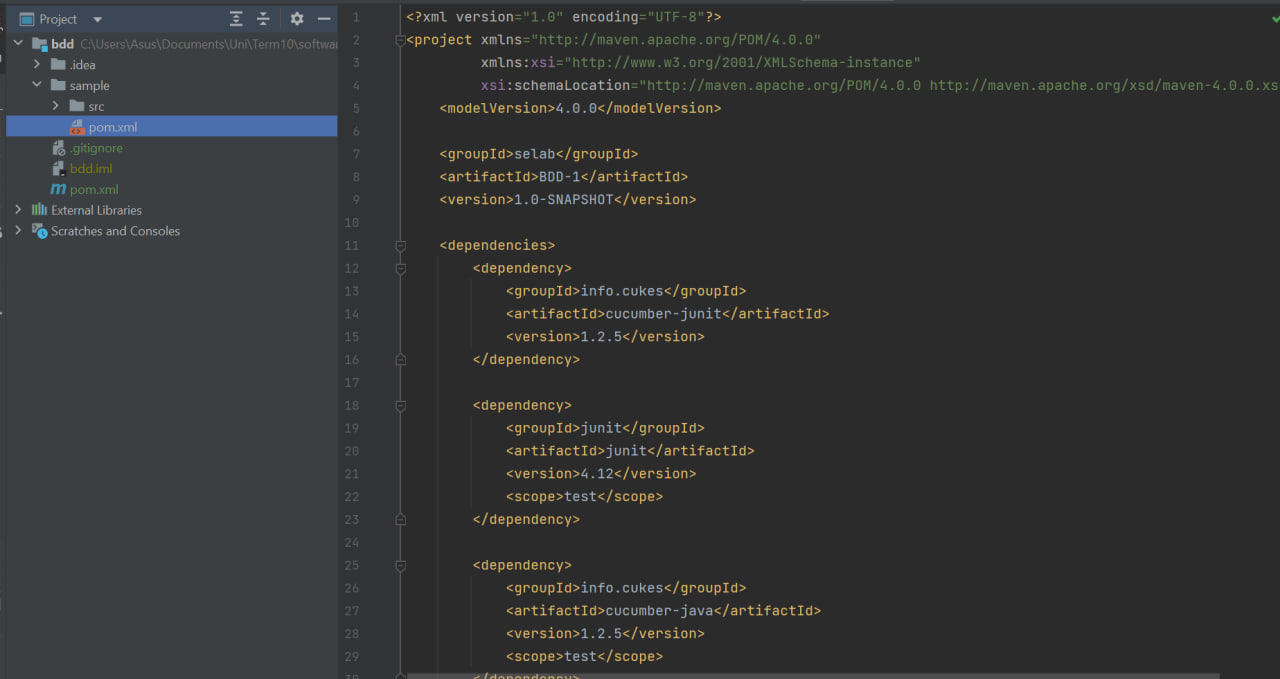 Project
bdd C:\Users\Asus\Documents\Uni\Term10\softwar
.idea
sample
src
pom.xml
.gitignore
bdd.iml
pom.xml
External Libraries
Scratches and Consoles
1 <?xml version="1.0" encoding="UTF-8"?>
2 <project xmlns="http://maven.apache.org/POM/4.0.0"
3 xmlns:xsi="http://www.w3.org/2001/XMLSchema-instance"
4 xsi:schemaLocation="http://maven.apache.org/POM/4.0.0 http://maven.apache.org/xsd/maven-4.0.0.xs
5 <modelVersion>4.0.0</modelVersion>
6
7 <groupId>selab</groupId>
8 <artifactId>BDD-1</artifactId>
9 <version>1.0-SNAPSHOT</version>
10
11 <dependencies>
12 <dependency>
13 <groupId>info.cukes</groupId>
14 <artifactId>cucumber-junit</artifactId>
15 <version>1.2.5</version>
16 </dependency>
17
18 <dependency>
19 <groupId>junit</groupId>
20 <artifactId>junit</artifactId>
21 <version>4.12</version>
22 <scope>test</scope>
23 </dependency>
24
25 <dependency>
26 <groupId>info.cukes</groupId>
27 <artifactId>cucumber-java</artifactId>
28 <version>1.2.5</version>
29 <scope>test</scope>
30 </dependency>